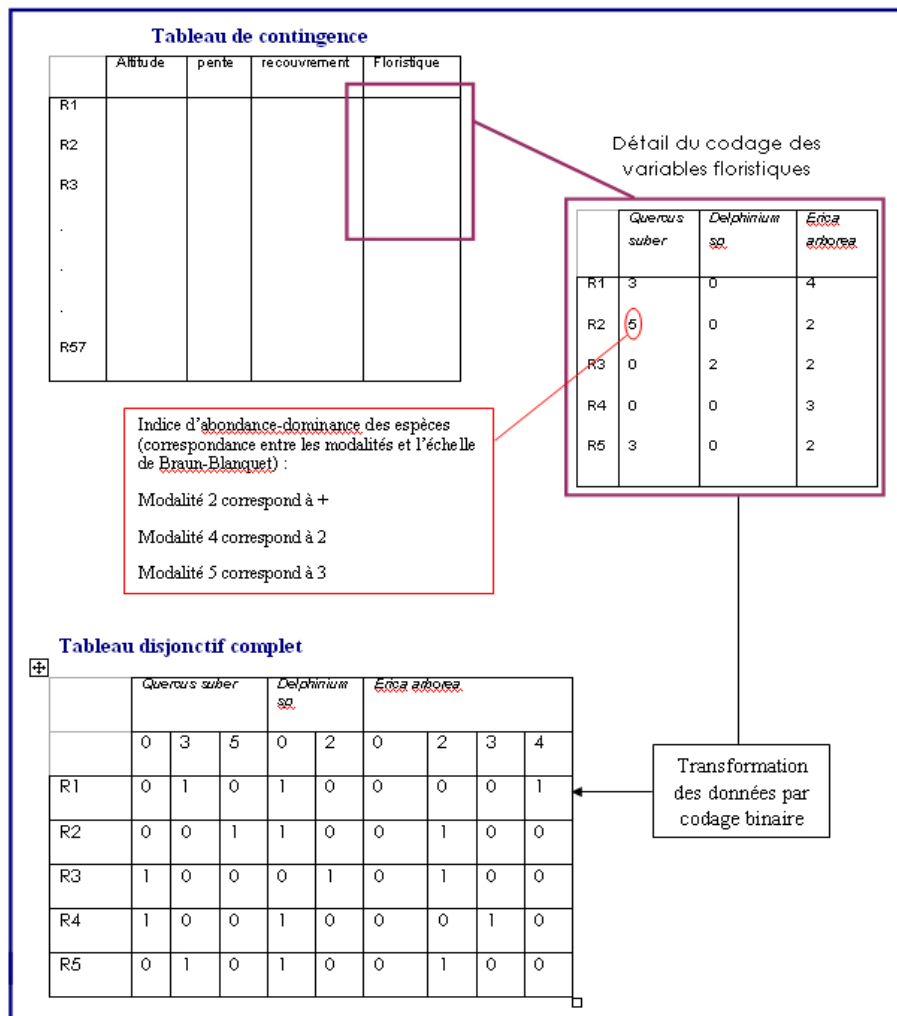 Tableau de contingence
Altitude pente recouvrement Floristique
R1
R2
R3
.
.
.
R57
Détail du codage des
variables floristiques
Quercus Delphinium Erica
suber sp. arborea
R1 3 0 4
R2 5 0 2
R3 0 2 2
R4 0 0 3
R5 3 0 2
Indice d'abondance-dominance des espèces
(correspondance entre les modalités et l'échelle
de Braun-Blanquet) :
Modalité 2 correspond à +
Modalité 4 correspond à 2
Modalité 5 correspond à 3
Tableau disjonctif complet
Quercus suber Delphinium Erica arborea
sp.
0 3 5 0 2 0 2 3 4
R1 0 1 0 1 0 0 0 0 1
R2 0 0 1 1 0 0 1 0 0
R3 1 0 0 0 1 0 1 0 0
R4 1 0 0 1 0 0 0 1 0
R5 0 1 0 1 0 0 1 0 0
Transformation
des données par
codage binaire